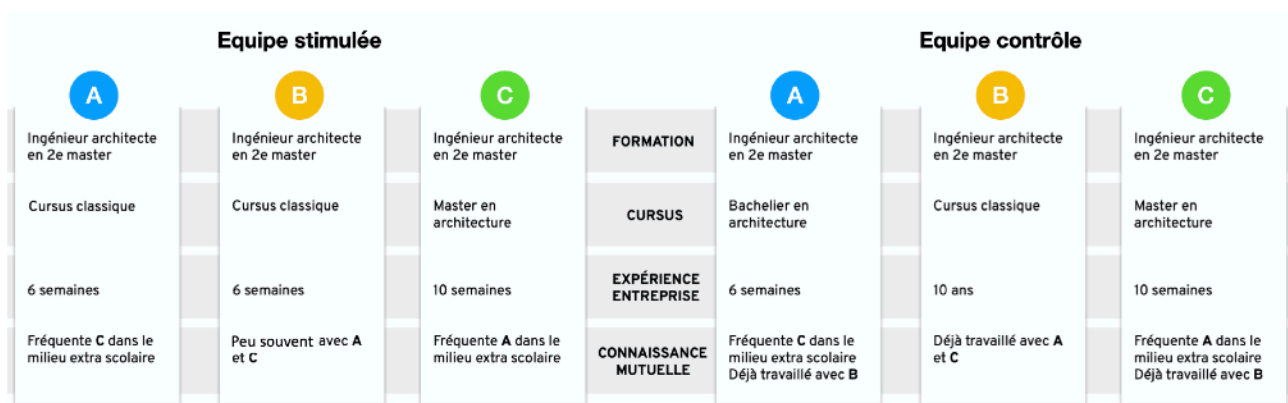 Equipe stimulée
Equipe contrôle
A
B
C
A
B
C
Ingénieur architecte
en 2e master
Ingénieur architecte
en 2e master
Ingénieur architecte
en 2e master
FORMATION
Ingénieur architecte
en 2e master
Ingénieur architecte
en 2e master
Ingénieur architecte
en 2e master
Cursus classique
Cursus classique
Master en
architecture
CURSUS
Bachelier en
architecture
Cursus classique
Master en
architecture
6 semaines
6 semaines
10 semaines
EXPÉRIENCE
ENTREPRISE
6 semaines
10 ans
10 semaines
Fréquente C dans le
milieu extra scolaire
Peu souvent avec A
et C
Fréquente A dans le
milieu extra scolaire
CONNAISSANCE
MUTUELLE
Fréquente C dans le
milieu extra scolaire
Déjà travaillé avec B
Déjà travaillé avec A
et C
Fréquente A dans le
milieu extra scolaire
Déjà travaillé avec B